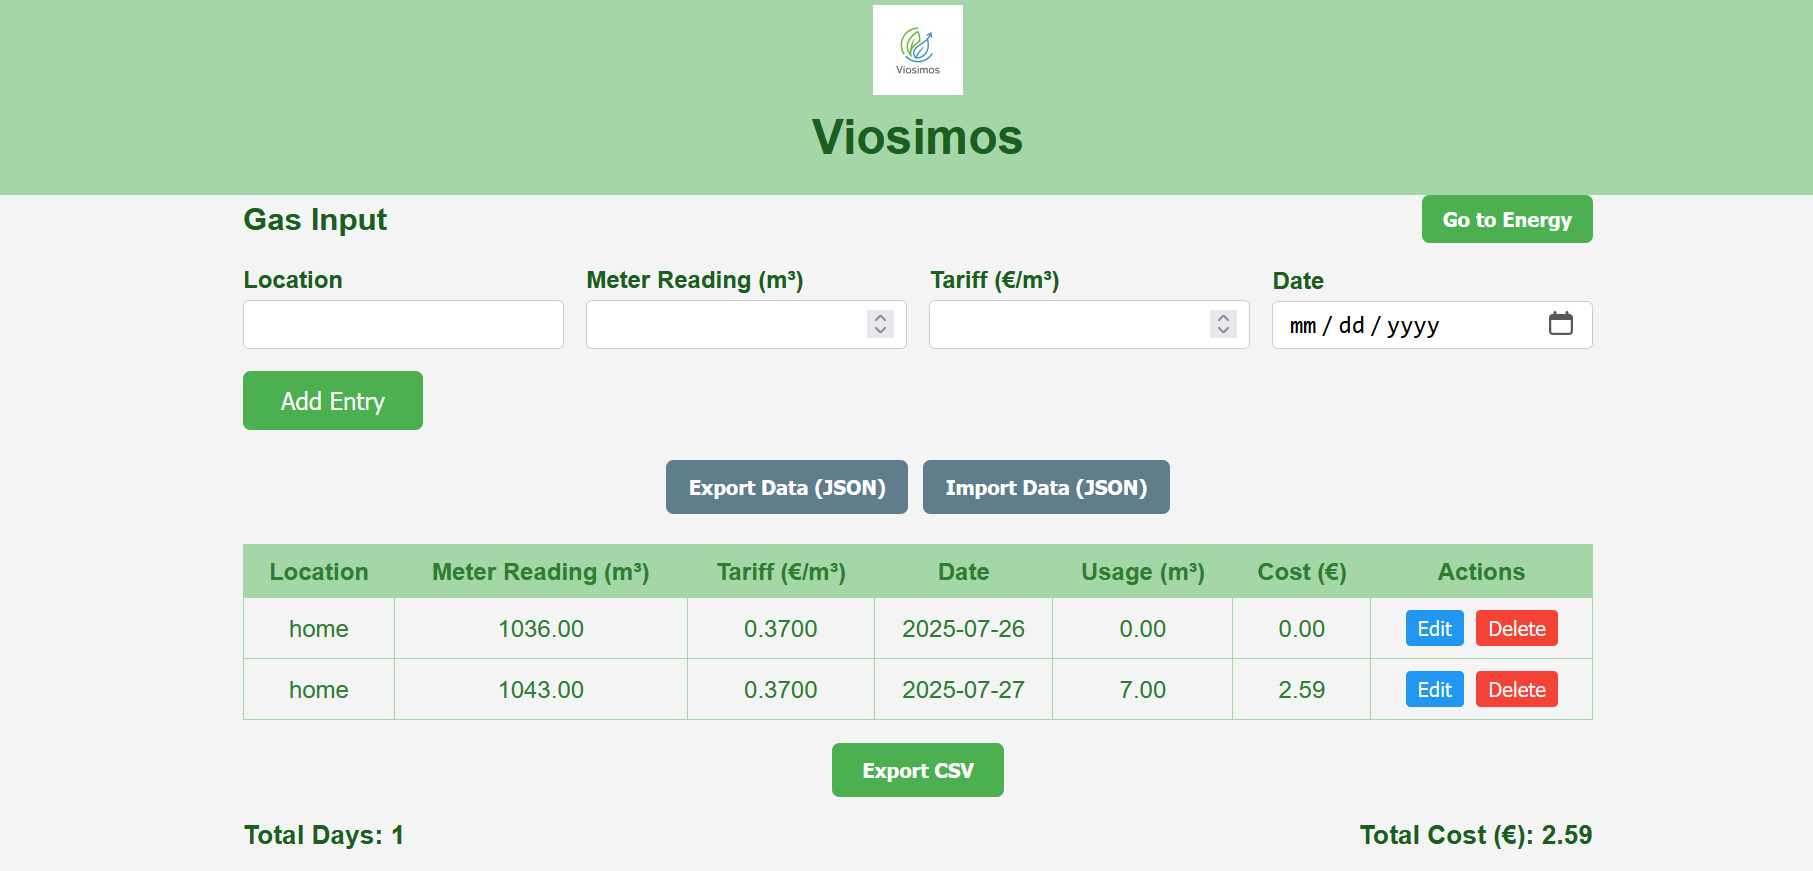 Viosimos
Viosimos
Gas Input
Go to Energy
Location
Meter Reading (m³)
Tariff (€/m³)
Date
mm / dd / yyyy
Add Entry
Export Data (JSON)
Import Data (JSON)
Location Meter Reading (m³) Tariff (€/m³) Date Usage (m³) Cost (€) Actions
home 1036.00 0.3700 2025-07-26 0.00 0.00 Edit Delete
home 1043.00 0.3700 2025-07-27 7.00 2.59 Edit Delete
Export CSV
Total Days: 1
Total Cost (€): 2.59